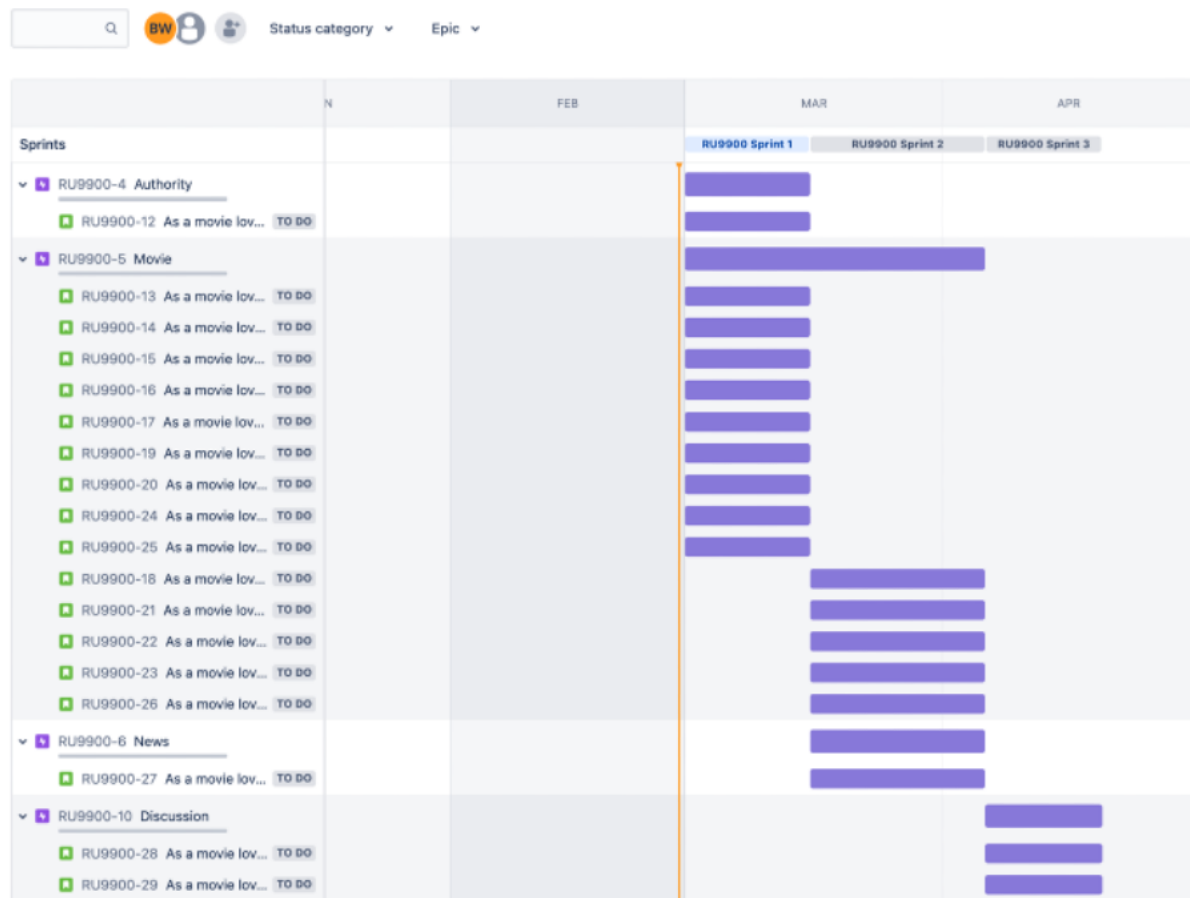 BW Status category Epic
N FEB MAR APR
Sprints RU9900 Sprint 1 RU9900 Sprint 2 RU9900 Sprint 3
RU9900-4 Authority
RU9900-12 As a movie lov... TO DO
RU9900-5 Movie
RU9900-13 As a movie lov... TO DO
RU9900-14 As a movie lov... TO DO
RU9900-15 As a movie lov... TO DO
RU9900-16 As a movie lov... TO DO
RU9900-17 As a movie lov... TO DO
RU9900-19 As a movie lov... TO DO
RU9900-20 As a movie lov... TO DO
RU9900-24 As a movie lov... TO DO
RU9900-25 As a movie lov... TO DO
RU9900-18 As a movie lov... TO DO
RU9900-21 As a movie lov... TO DO
RU9900-22 As a movie lov... TO DO
RU9900-23 As a movie lov... TO DO
RU9900-26 As a movie lov... TO DO
RU9900-6 News
RU9900-27 As a movie lov... TO DO
RU9900-10 Discussion
RU9900-28 As a movie lov... TO DO
RU9900-29 As a movie lov... TO DO